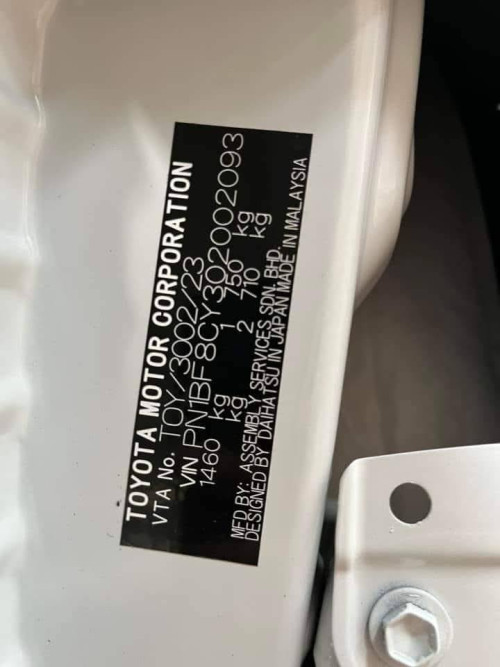 TOYOTA MOTOR CORPORATION
VTA No. TOY/3002/23
VIN PN1BF8CY302002093
1460 kg 1 750 kg
kg 2 710 kg
MFD BY: ASSEMBLY SERVICES SDN. BHD.
DESIGNED BY DAIHATSU IN JAPAN MADE IN MALAYSIA